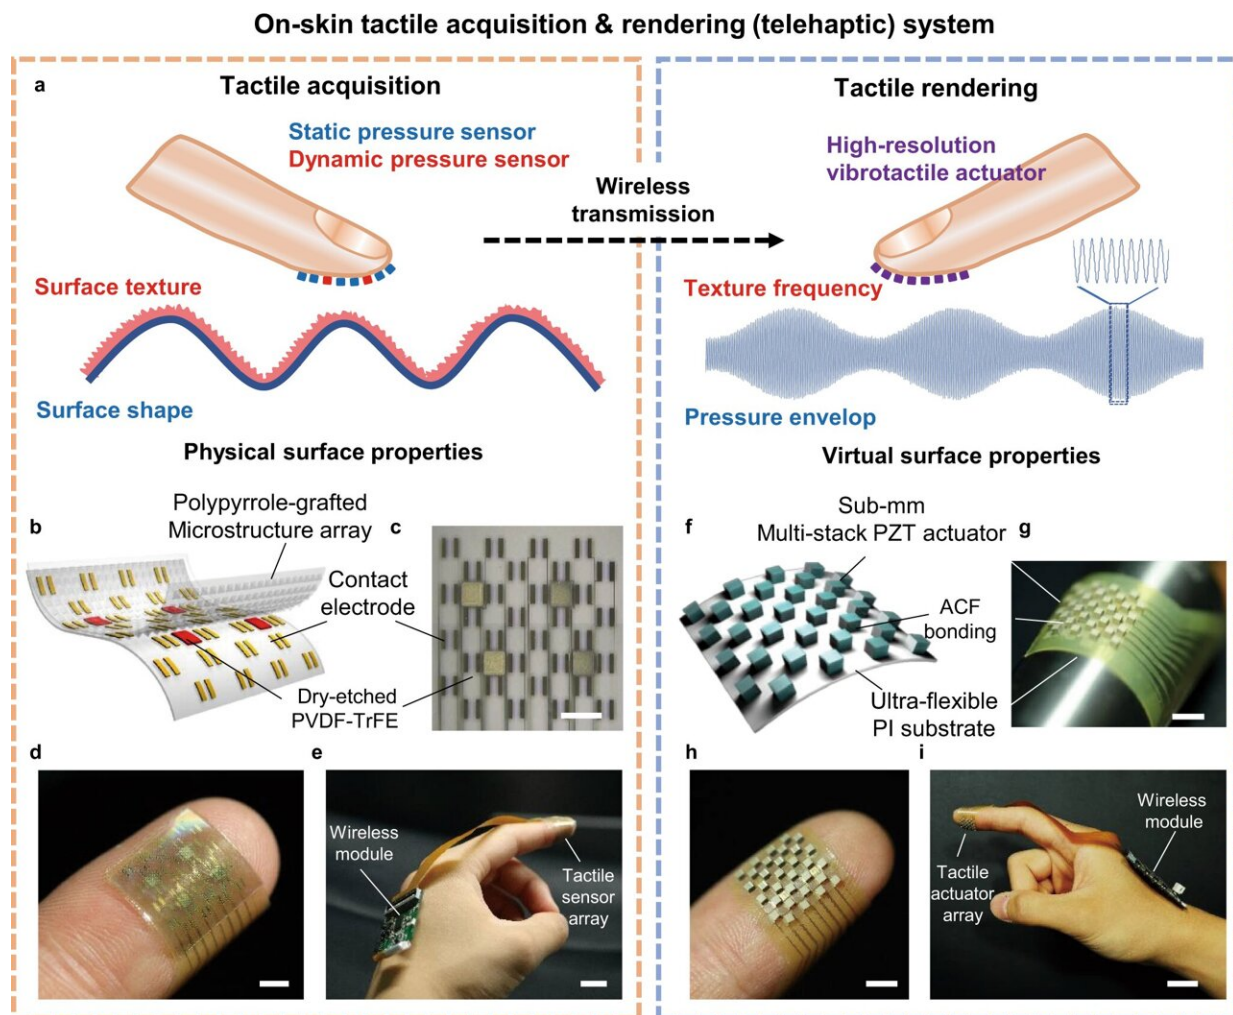 On-skin tactile acquisition & rendering (telehaptic) system
a
Tactile acquisition
Static pressure sensor
Dynamic pressure sensor
Surface texture
Surface shape
Physical surface properties
Wireless
transmission
Tactile rendering
High-resolution
vibrotactile actuator
Texture frequency
Pressure envelop
Virtual surface properties
b
Polypyrrole-grafted
Microstructure array
c
Contact
electrode
Dry-etched
PVDF-TrFE
f
Sub-mm
Multi-stack PZT actuator
g
ACF
bonding
Ultra-flexible
PI substrate
d
e
Wireless
module
Tactile
sensor
array
h
i
Wireless
module
Tactile
actuator
array